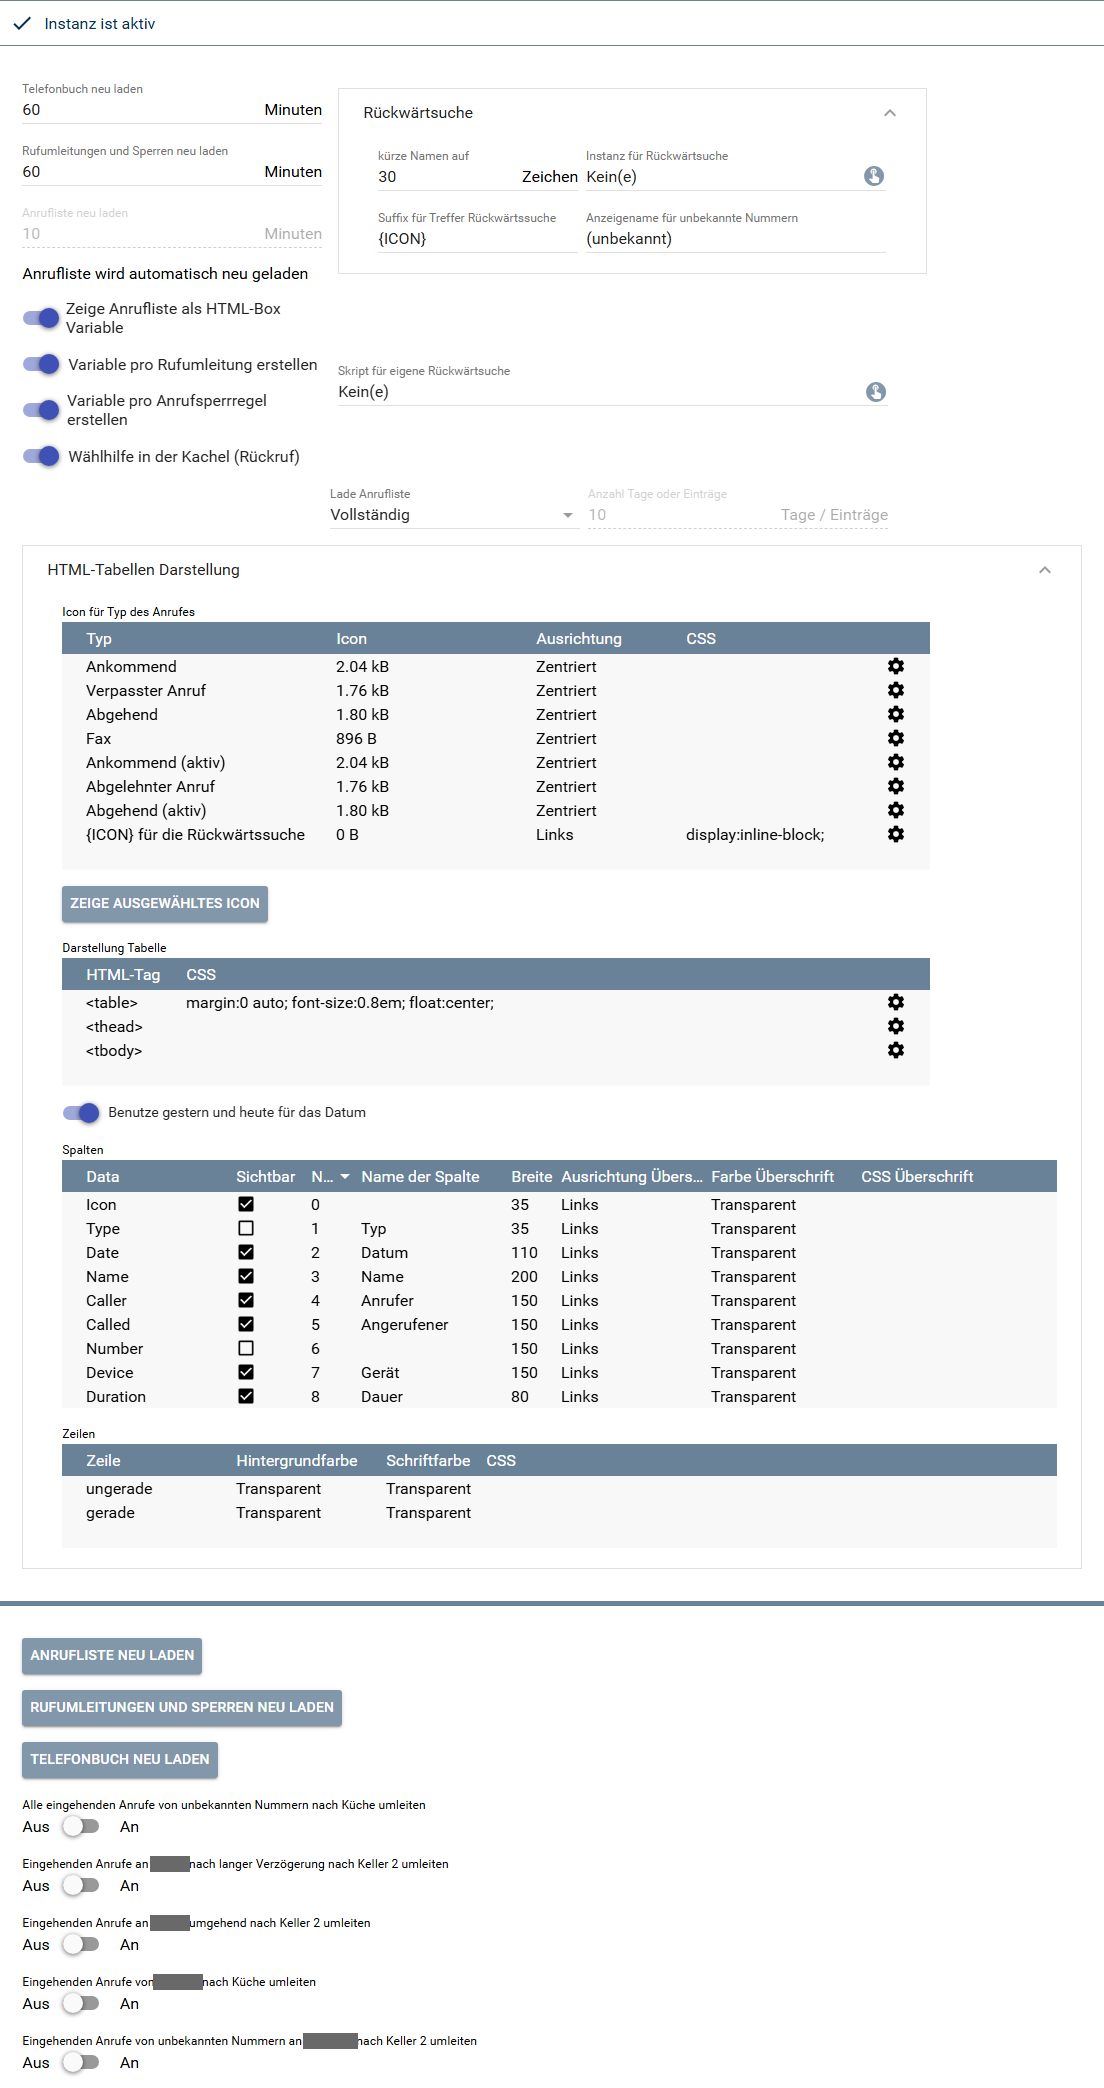 Instanz ist aktiv
Telefonbuch neu laden
60 Minuten
Rufumleitungen und Sperren neu laden
60 Minuten
Anrufliste neu laden
10 Minuten
Anrufliste wird automatisch neu geladen
Rückwärtsuche
kürze Namen auf Instanz für Rückwärtsuche
30 Zeichen Kein(e)
Suffix für Treffer Rückwärtssuche Anzeigename für unbekannte Nummern
{ICON} (unbekannt)
Zeige Anrufliste als HTML-Box
Variable
Variable pro Rufumleitung erstellen
Variable pro Anrufsperrregel
erstellen
Wählhilfe in der Kachel (Rückruf)
Skript für eigene Rückwärtsuche
Kein(e)
Lade Anrufliste Anzahl Tage oder Einträge
Vollständig 10 Tage / Einträge
HTML-Tabellen Darstellung
Icon für Typ des Anrufes
Typ Icon Ausrichtung CSS
Ankommend 2.04 kB Zentriert
Verpasster Anruf 1.76 kB Zentriert
Abgehend 1.80 kB Zentriert
Fax 896 B Zentriert
Ankommend (aktiv) 2.04 kB Zentriert
Abgelehnter Anruf 1.76 kB Zentriert
Abgehend (aktiv) 1.80 kB Zentriert
{ICON} für die Rückwärtssuche 0 B Links display:inline-block;
ZEIGE AUSGEWÄHLTES ICON
Darstellung Tabelle
HTML-Tag CSS
<table> margin:0 auto; font-size:0.8em; float:center;
<thead>
<tbody>
Benutze gestern und heute für das Datum
Spalten
Data Sichtbar N... Name der Spalte Breite Ausrichtung Übers... Farbe Überschrift CSS Überschrift
Icon 0 35 Links Transparent
Type 1 Typ 35 Links Transparent
Date 2 Datum 110 Links Transparent
Name 3 Name 200 Links Transparent
Caller 4 Anrufer 150 Links Transparent
Called 5 Angerufener 150 Links Transparent
Number 6 150 Links Transparent
Device 7 Gerät 150 Links Transparent
Duration 8 Dauer 80 Links Transparent
Zeilen
Zeile Hintergrundfarbe Schriftfarbe CSS
ungerade Transparent Transparent
gerade Transparent Transparent
ANRUFLISTE NEU LADEN
RUFUMLEITUNGEN UND SPERREN NEU LADEN
TELEFONBUCH NEU LADEN
Alle eingehenden Anrufe von unbekannten Nummern nach Küche umleiten
Aus An
Eingehenden Anrufe an nach langer Verzögerung nach Keller 2 umleiten
Aus An
Eingehenden Anrufe an umgehend nach Keller 2 umleiten
Aus An
Eingehenden Anrufe von nach Küche umleiten
Aus An
Eingehenden Anrufe von unbekannten Nummern an nach Keller 2 umleiten
Aus An